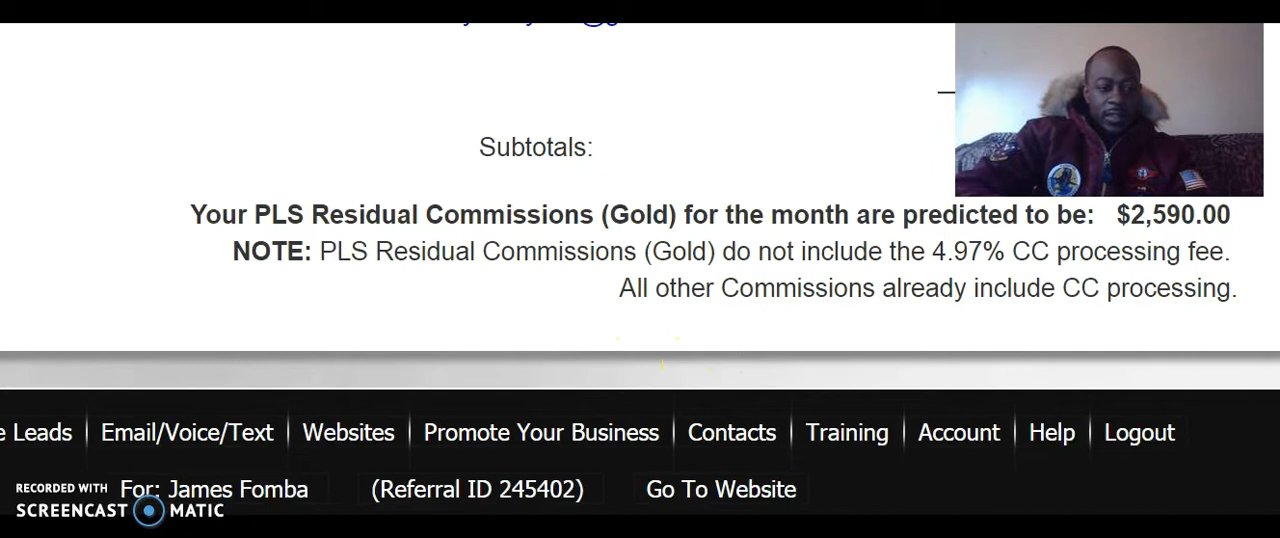 Subtotals:
Your PLS Residual Commissions (Gold) for the month are predicted to be: $2,590.00
NOTE: PLS Residual Commissions (Gold) do not include the 4.97% CC processing fee.
All other Commissions already include CC processing.
e Leads Email/Voice/Text Websites Promote Your Business Contacts Training Account Help Logout
For: James Fomba (Referral ID 245402) Go To Website
RECORDED WITH
SCREENCAST MATIC